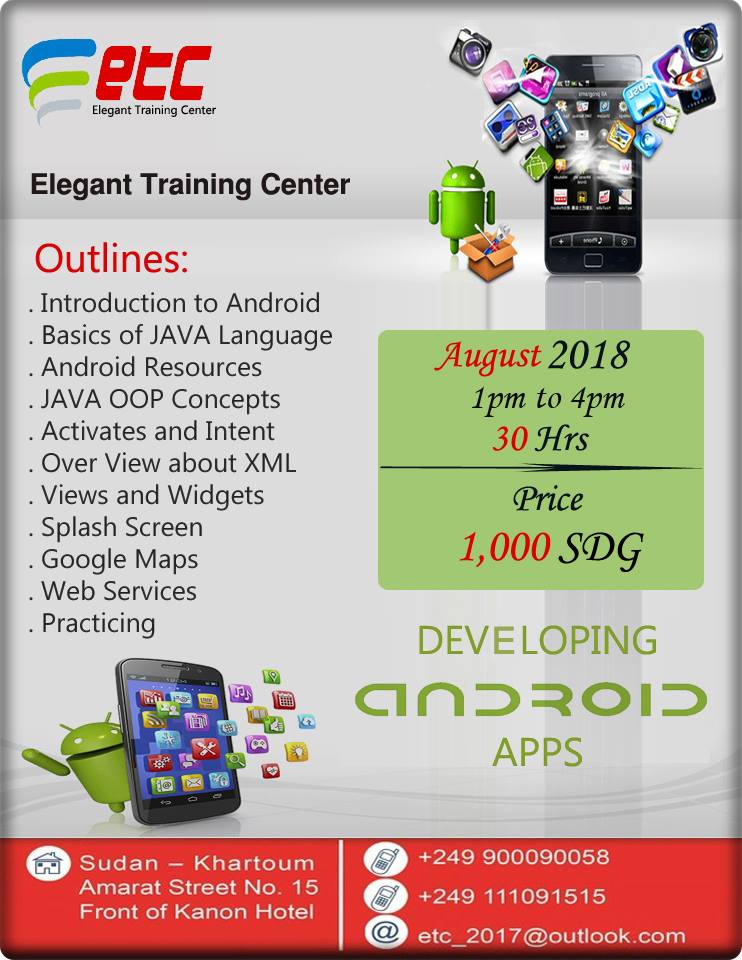 etc
Elegant Training Center
Elegant Training Center
Outlines:
. Introduction to Android
. Basics of JAVA Language
. Android Resources
. JAVA OOP Concepts
. Activates and Intent
. Over View about XML
. Views and Widgets
. Splash Screen
. Google Maps
. Web Services
. Practicing
August 2018
1pm to 4pm
30 Hrs
Price
1,000 SDG
DEVELOPING
ANDROID
APPS
Sudan – Khartoum
Amarat Street No. 15
Front of Kanon Hotel
+249 900090058
+249 111091515
@ etc_2017@outlook.com